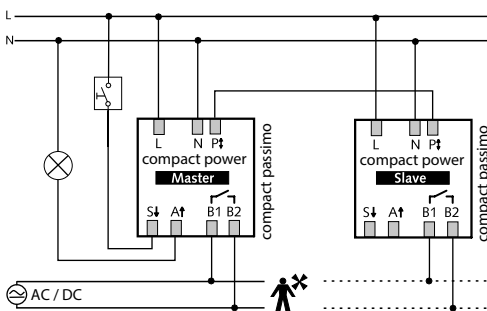 L
N
L N P↕
compact power
Master
S↓ A↑ B1 B2
compact passimo
L N P↕
compact power
Slave
S↓ A↑ B1 B2
compact passimo
AC / DC